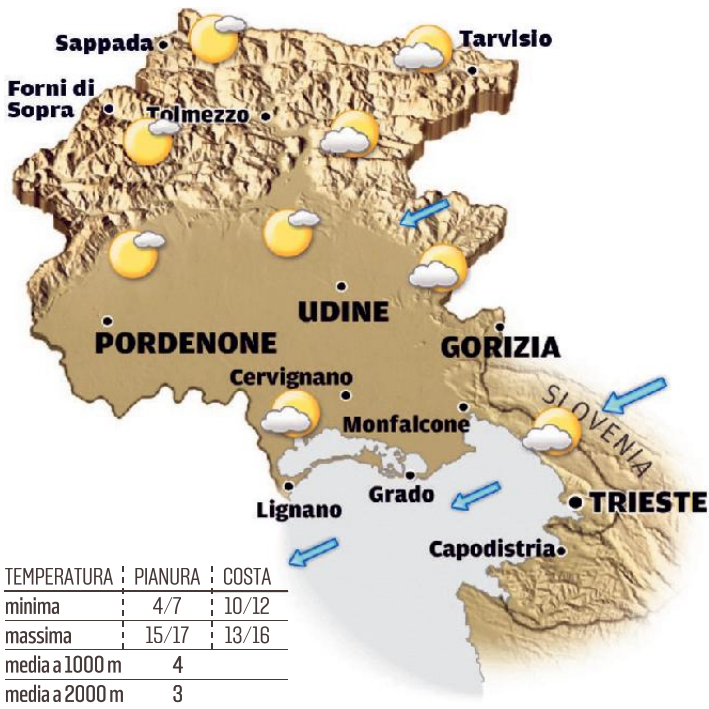 Sappada
Tarvisio
Forni di
Sopra
Tolmezzo
UDINE
PORDENONE
GORIZIA
Cervignano
SLOVENIA
Monfalcone
Lignano
Grado
TRIESTE
Capodistria
TEMPERATURA PIANURA COSTA
minima 4/7 10/12
massima 15/17 13/16
media a 1000 m 4
media a 2000 m 3